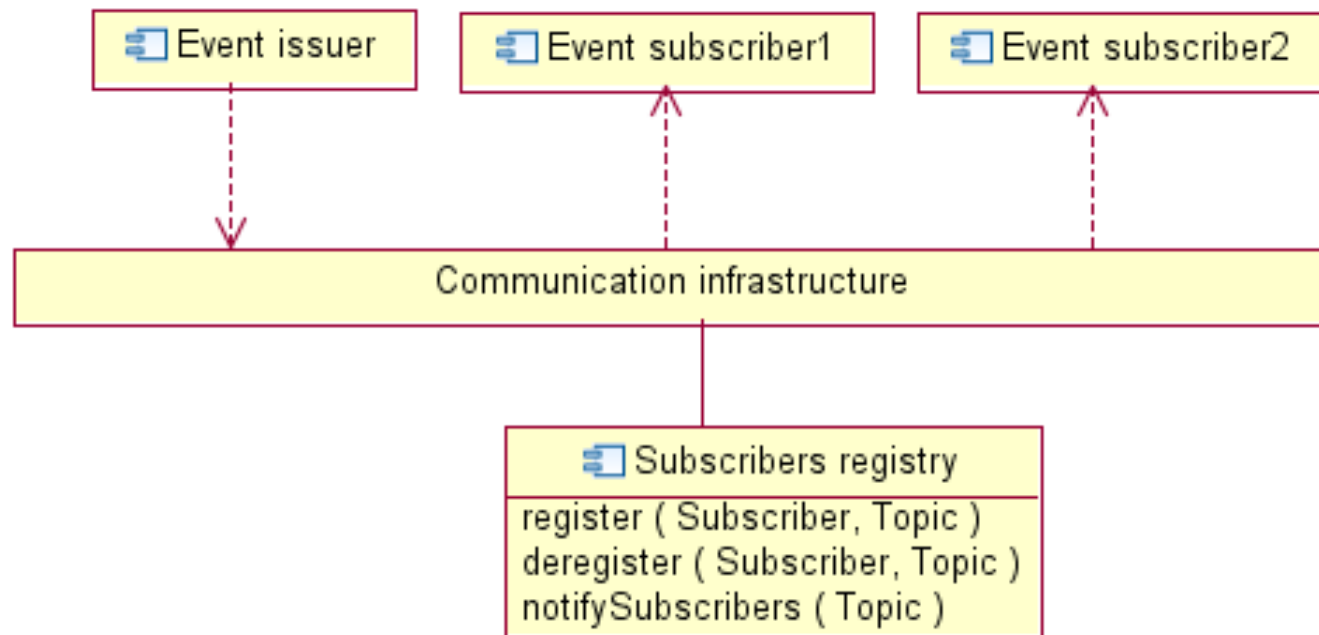 Event issuer
Event subscriber1
Event subscriber2
Communication infrastructure
Subscribers registry
register ( Subscriber, Topic )
deregister ( Subscriber, Topic )
notifySubscribers ( Topic )